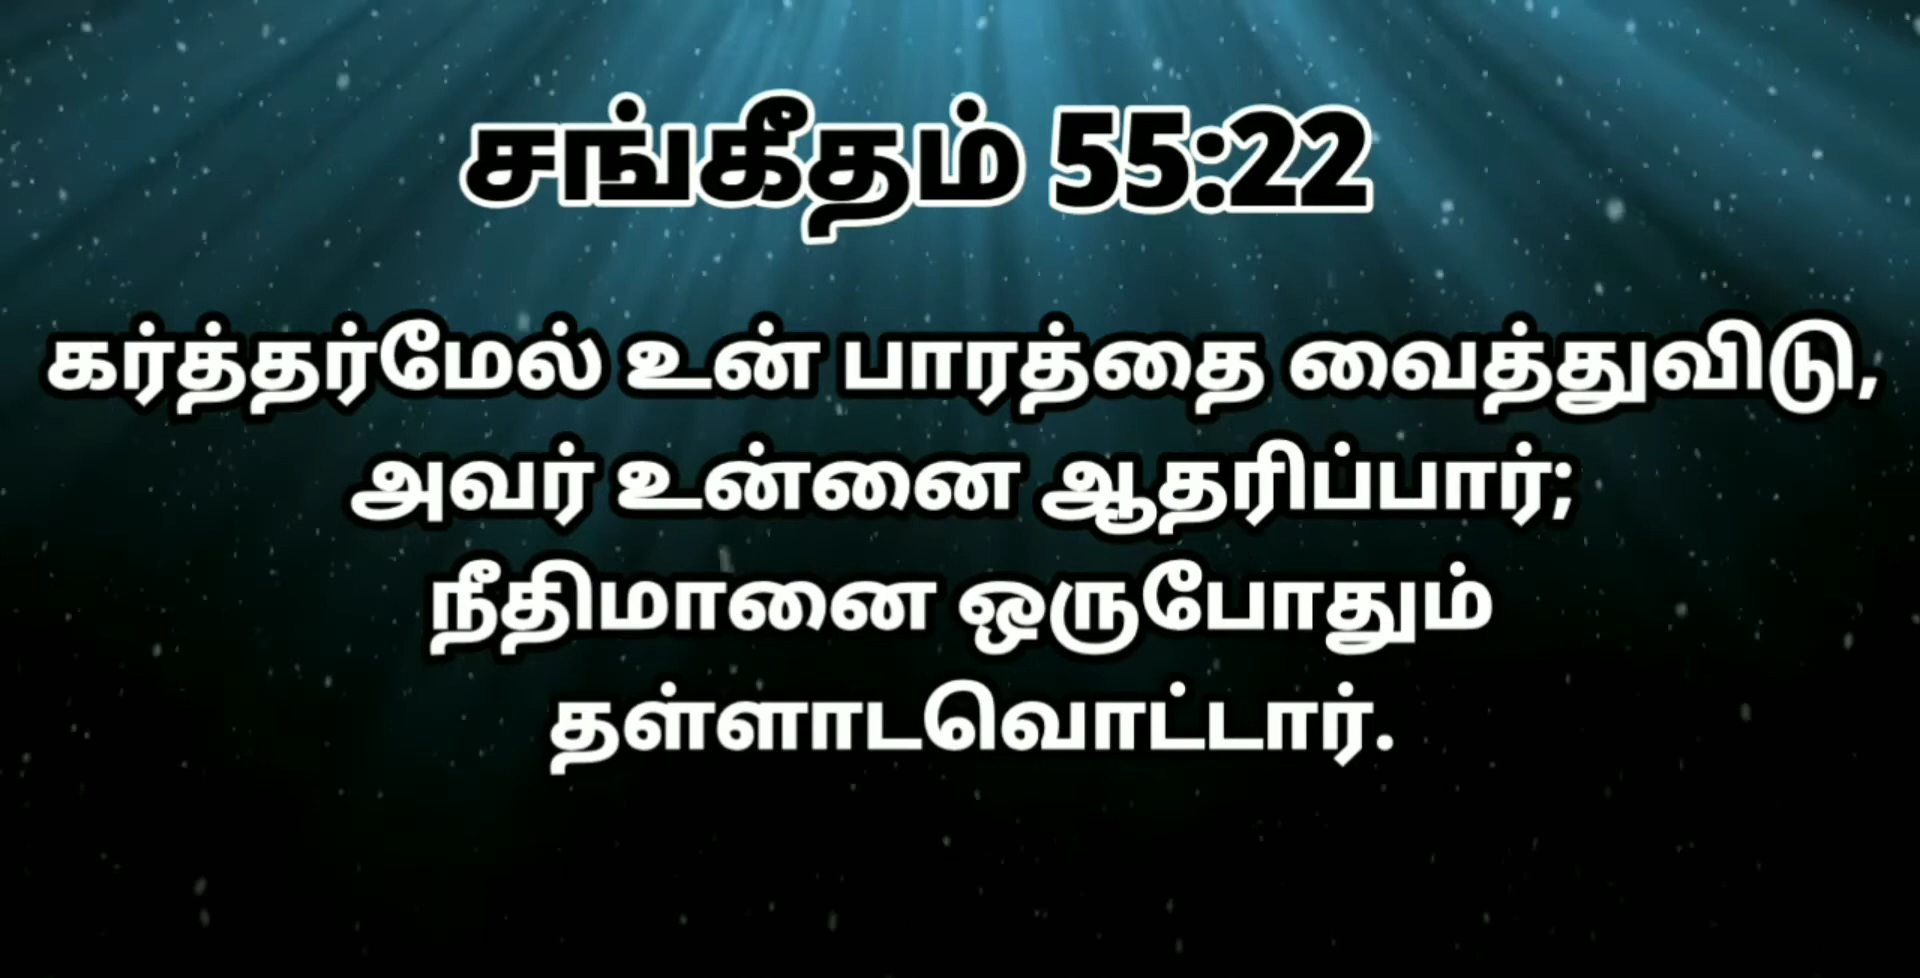 சங்கீதம் 55:22
கர்த்தர்மேல் உன் பாரத்தை வைத்துவிடு,
அவர் உன்னை ஆதரிப்பார்;
நீதிமானை ஒருபோதும்
தள்ளாடவொட்டார்.